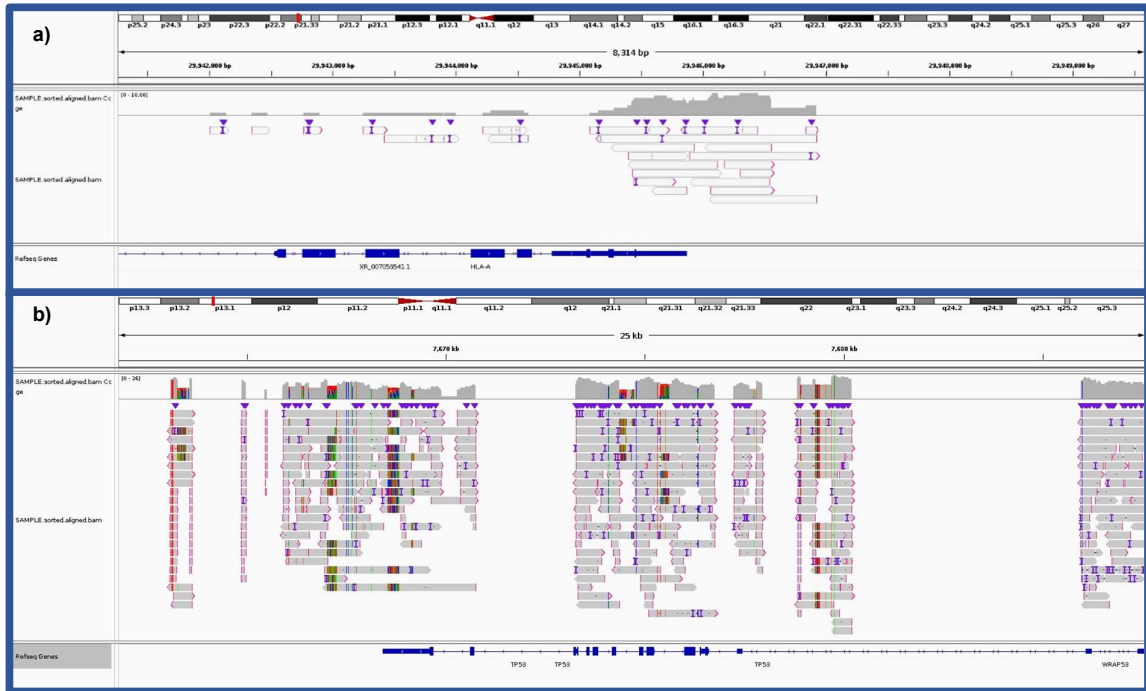 a)
p25.2 p24.3 p23 p22.3 p22.2 p21.33 p21.2 p21.1 p12.3 p12.1 q11.1 q12 q13 q14.1 q14.2 q15 q16.1 q16.3 q21 q22.1 q22.31 q22.33 q23.3 q24.2 q25.1 q25.3 q26 q27
8,314 bp
29,942,000 bp 29,943,000 bp 29,944,000 bp 29,945,000 bp 29,946,000 bp 29,947,000 bp 29,948,000 bp 29,949,000 bp
SAMPLE.sorted.aligned.bam Cc
ge
[0 - 10.00]
SAMPLE.sorted.aligned.bam
Refseq Genes
XR_007059541.1 HLA-A
b)
p13.3 p13.2 p13.1 p12 p11.2 p11.1 q11.1 q11.2 q12 q21.1 q21.31 q21.32 q21.33 q22 q23.1 q23.3 q24.2 q24.3 q25.1 q25.2 q25.3
25 kb
7,670 kb 7,680 kb
SAMPLE.sorted.aligned.bam Cc
ge
[0 - 26]
SAMPLE.sorted.aligned.bam
Refseq Genes
TP53 TP53 TP53 WRAP53